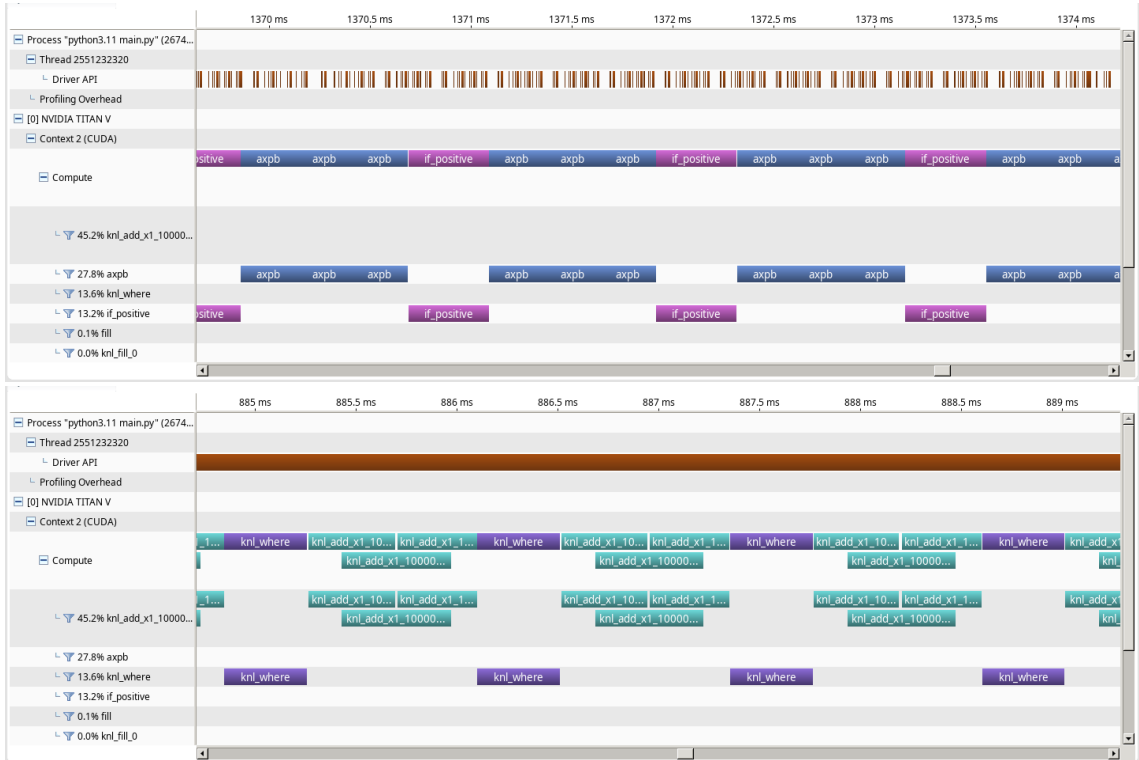 1370 ms 1370.5 ms 1371 ms 1371.5 ms 1372 ms 1372.5 ms 1373 ms 1373.5 ms 1374 ms
Process "python3.11 main.py" (2674...
Thread 2551232320
Driver API
Profiling Overhead
[0] NVIDIA TITAN V
Context 2 (CUDA)
ositive axpb axpb axpb if_positive axpb axpb axpb if_positive axpb axpb axpb if_positive axpb axpb a
Compute
45.2% knl_add_x1_10000...
27.8% axpb axpb axpb axpb axpb axpb axpb axpb axpb axpb axpb axpb a
13.6% knl_where
13.2% if_positive ositive if_positive if_positive if_positive
0.1% fill
0.0% knl_fill_0
885 ms 885.5 ms 886 ms 886.5 ms 887 ms 887.5 ms 888 ms 888.5 ms 889 ms
Process "python3.11 main.py" (2674...
Thread 2551232320
Driver API
Profiling Overhead
[0] NVIDIA TITAN V
Context 2 (CUDA)
_1... knl_where knl_add_x1_10... knl_add_x1_1... knl_where knl_add_x1_10... knl_add_x1_1... knl_where knl_add_x1_10... knl_add_x1_1... knl_where knl_add_x1
Compute knl_add_x1_10000... knl_add_x1_10000... knl_add_x1_10000... knl_
_1... knl_add_x1_10... knl_add_x1_1... knl_add_x1_10... knl_add_x1_1... knl_add_x1_10... knl_add_x1_1... knl_add_x1
45.2% knl_add_x1_10000... knl_add_x1_10000... knl_add_x1_10000... knl_add_x1_10000... knl_
27.8% axpb
13.6% knl_where knl_where knl_where knl_where knl_where
13.2% if_positive
0.1% fill
0.0% knl_fill_0